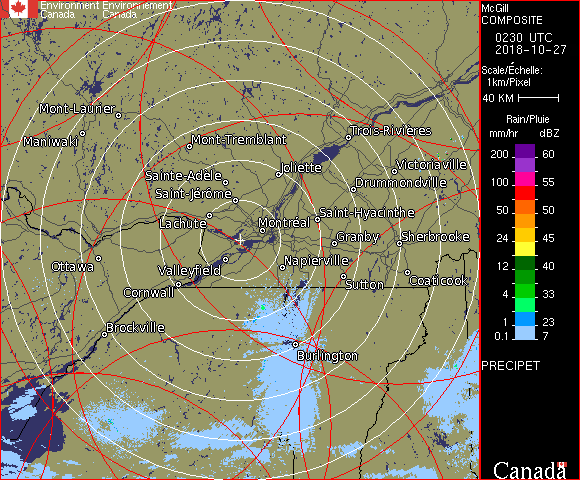 Environment Environnement
Canada Canada
McGill
COMPOSITE
0230 UTC
2018-10-27
Scale/Échelle:
1km/Pixel
40 KM
Rain/Pluie
mm/hr dBZ
200 60
150 57
100 55
50 50
24 45
12 40
4 33
1 23
0.1 7
PRECIPET
Canada
Mont-Laurier
Maniwaki
Mont-Tremblant
Trois-Rivières
Sainte-Adèle
Joliette
Victoriaville
Saint-Jérôme
Drummondville
Lachute
Montréal
Saint-Hyacinthe
Granby
Sherbrooke
Ottawa
Valleyfield
Napierville
Cornwall
Sutton
Coaticook
Brockville
Burlington